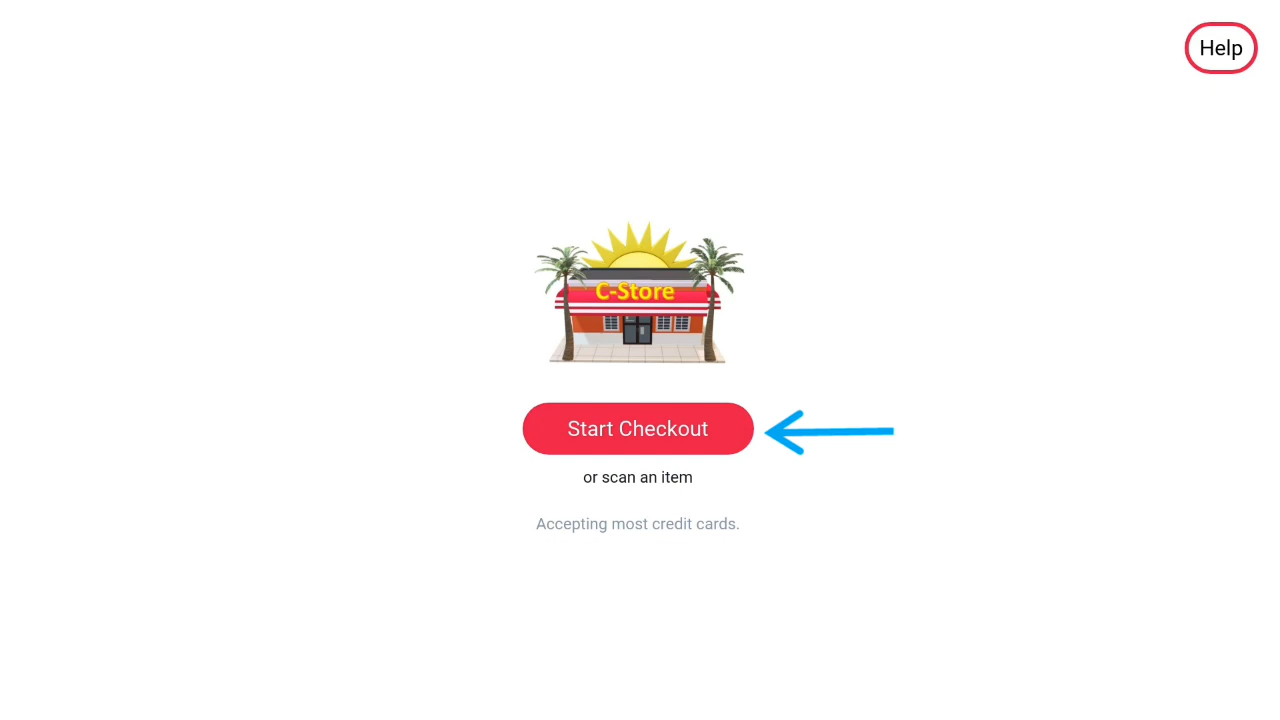 Help
C-Store
Start Checkout
or scan an item
Accepting most credit cards.